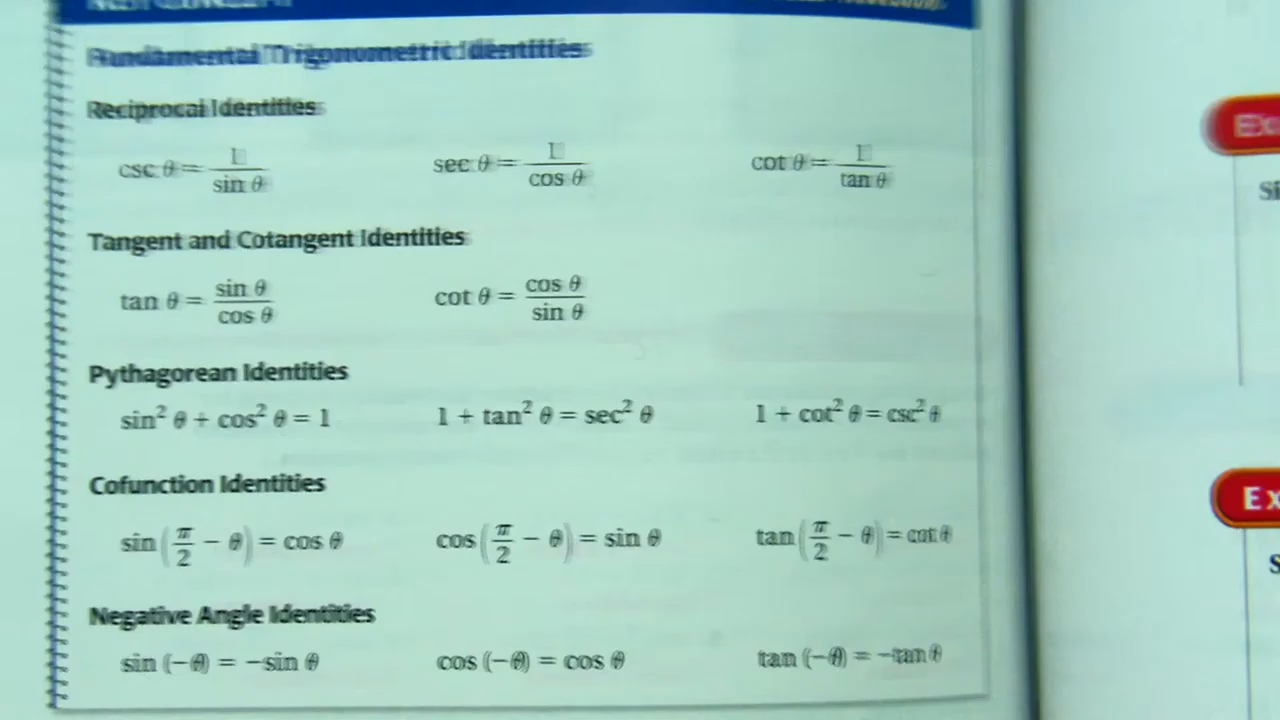 KEY CONCEPT
Fundamental Trigonometric Identities
Reciprocal Identities
csc θ = 1/sin θ sec θ = 1/cos θ cot θ = 1/tan θ
Tangent and Cotangent Identities
tan θ = sin θ/cos θ cot θ = cos θ/sin θ
Pythagorean Identities
sin² θ + cos² θ = 1 1 + tan² θ = sec² θ 1 + cot² θ = csc² θ
Cofunction Identities
sin(π/2 − θ) = cos θ cos(π/2 − θ) = sin θ tan(π/2 − θ) = cot θ
Negative Angle Identities
sin (−θ) = −sin θ cos (−θ) = cos θ tan (−θ) = −tan θ